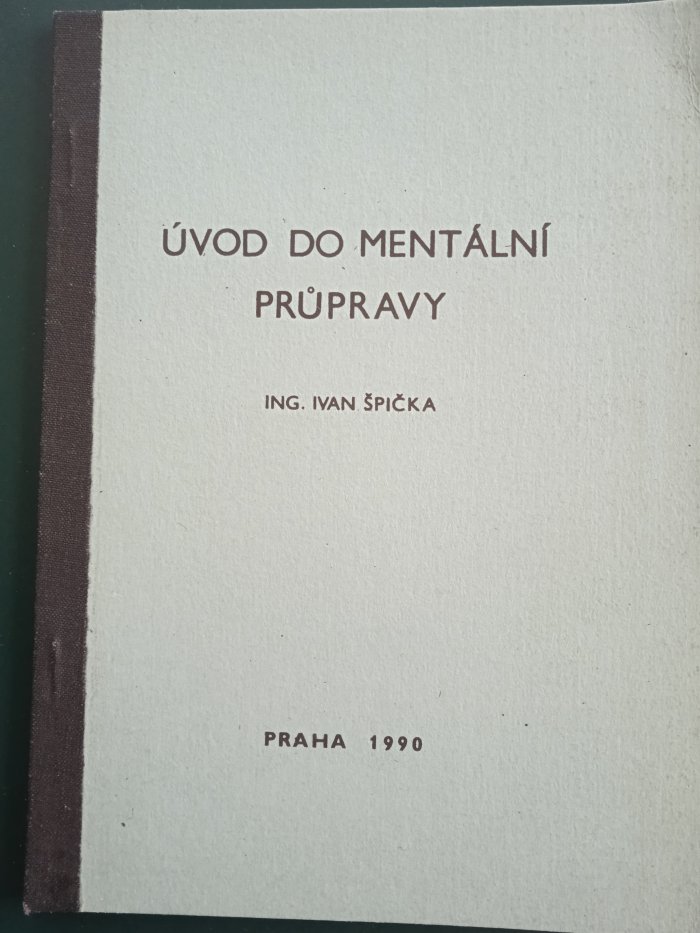 ÚVOD DO MENTÁLNÍ
PRŮPRAVY
ING. IVAN ŠPIČKA
PRAHA 1990